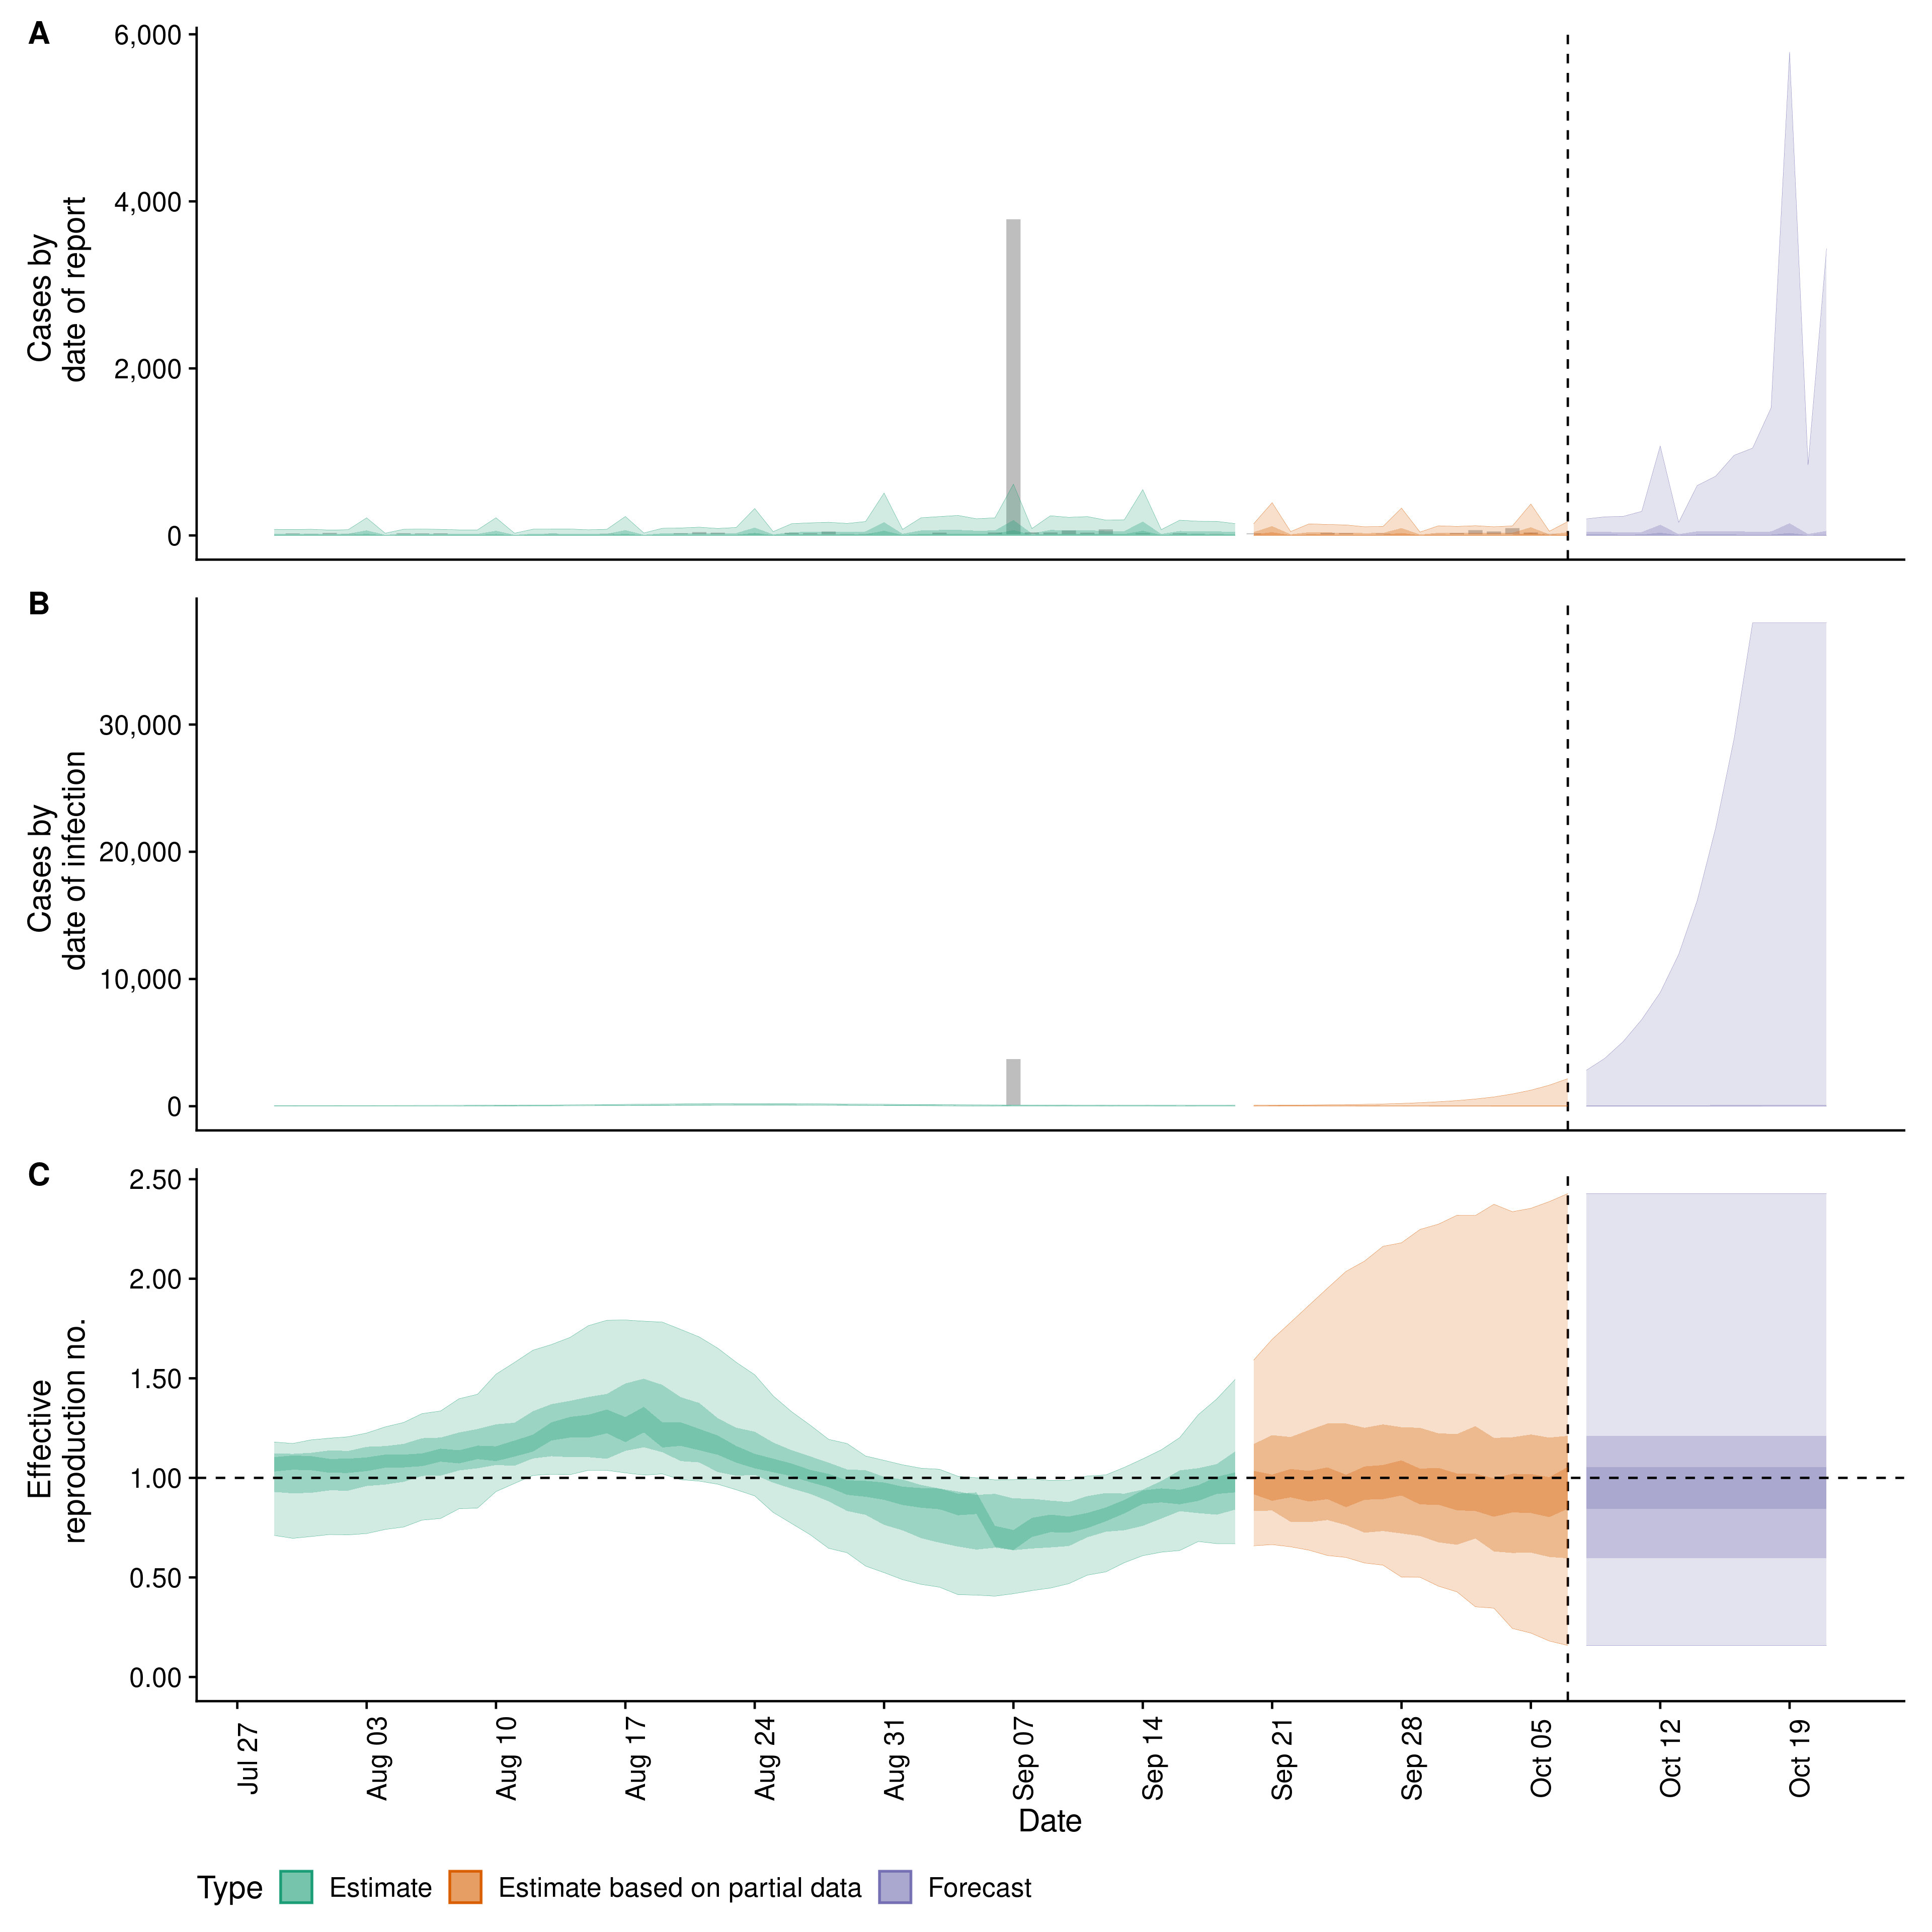 A
6,000
4,000
2,000
0
Cases by
date of report
B
30,000
20,000
10,000
0
Cases by
date of infection
C
2.50
2.00
1.50
1.00
0.50
0.00
Effective
reproduction no.
Jul 27
Aug 03
Aug 10
Aug 17
Aug 24
Aug 31
Sep 07
Sep 14
Sep 21
Sep 28
Oct 05
Oct 12
Oct 19
Date
Type Estimate Estimate based on partial data Forecast